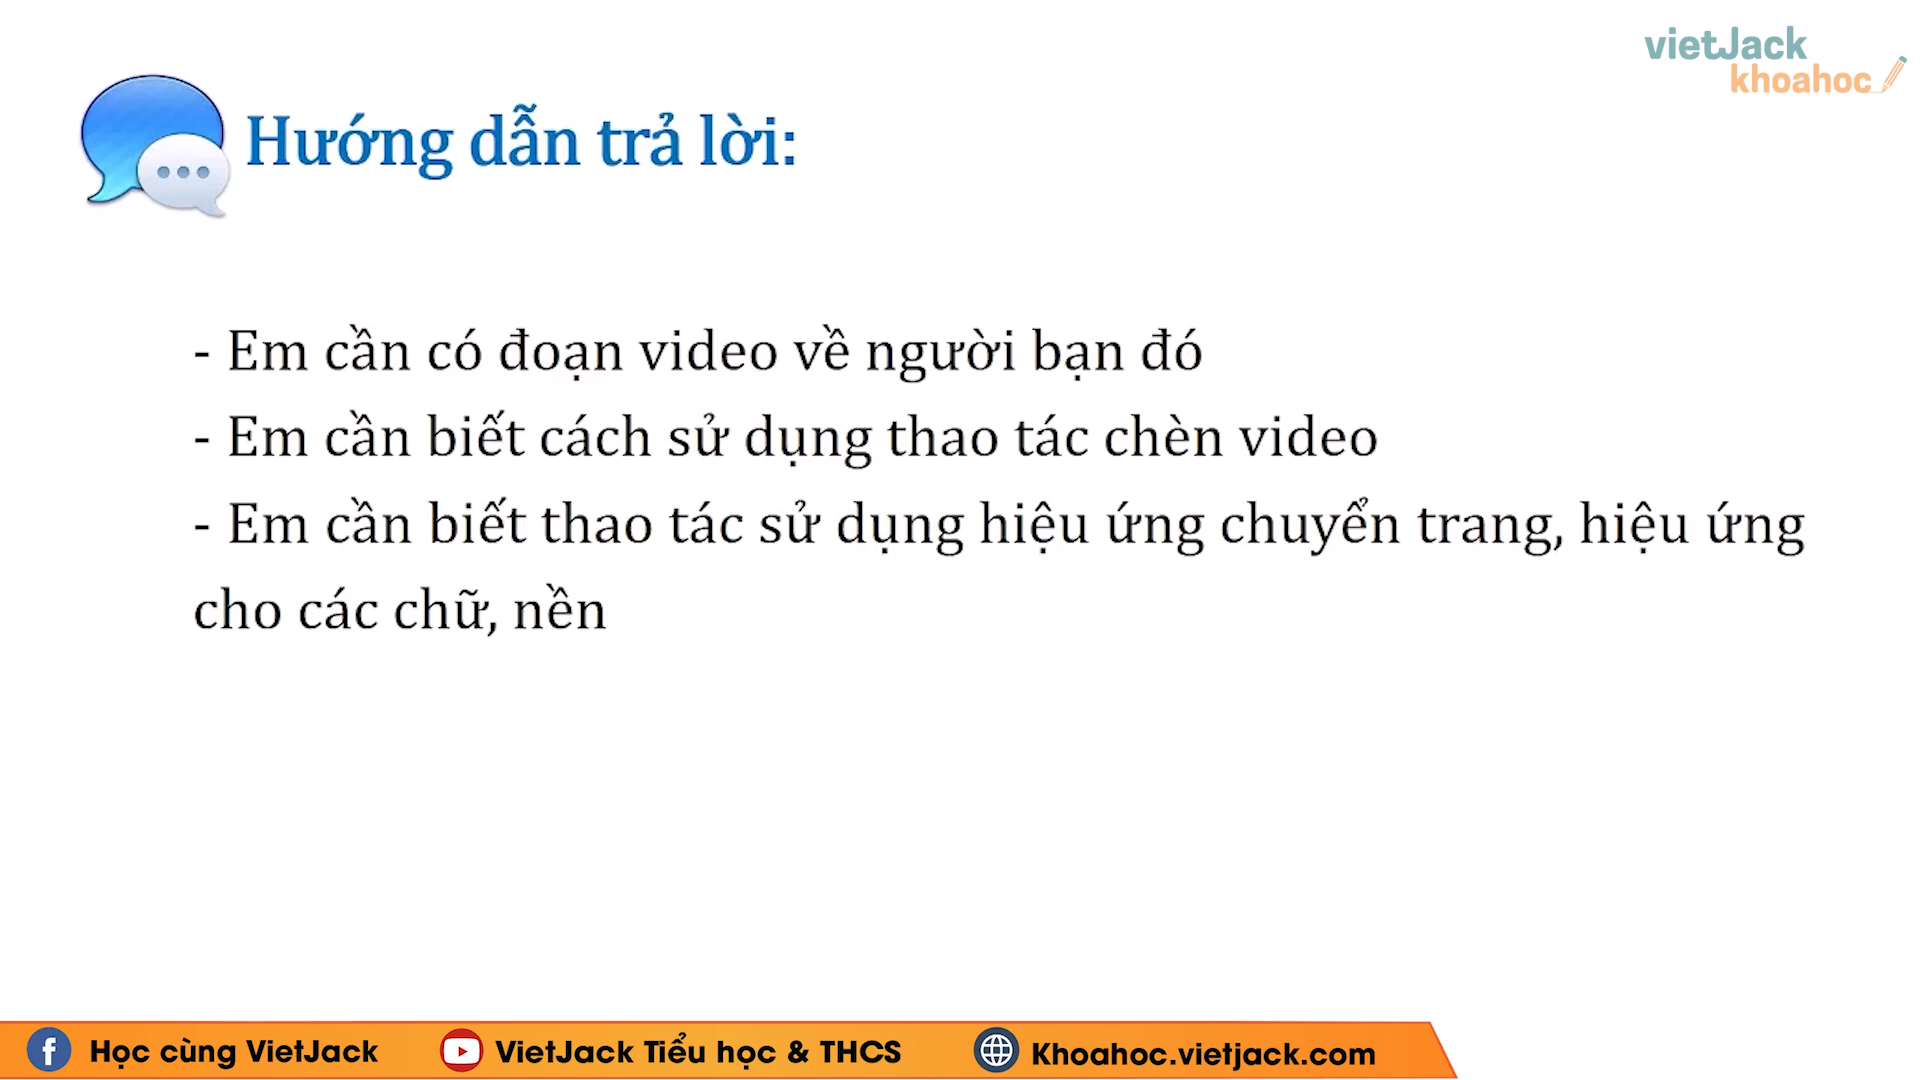 vietJack
khoahoc
Hướng dẫn trả lời:
- Em cần có đoạn video về người bạn đó
- Em cần biết cách sử dụng thao tác chèn video
- Em cần biết thao tác sử dụng hiệu ứng chuyển trang, hiệu ứng
cho các chữ, nền
Học cùng VietJack
VietJack Tiểu học & THCS
Khoahoc.vietjack.com